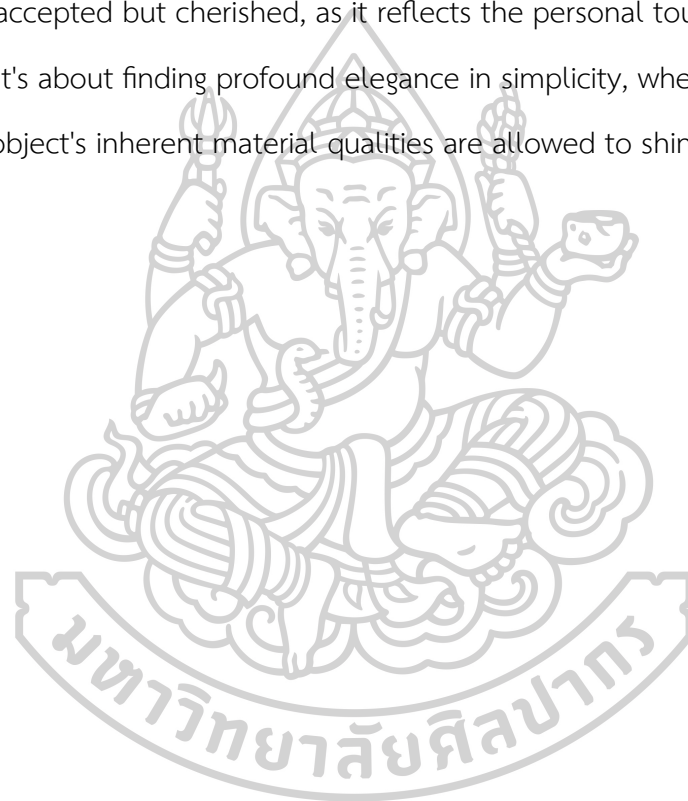 accepted but cherished, as it reflects the personal tou
t's about finding profound elegance in simplicity, whe
object's inherent material qualities are allowed to shin
มหาวิทยาลัยศิลปากร